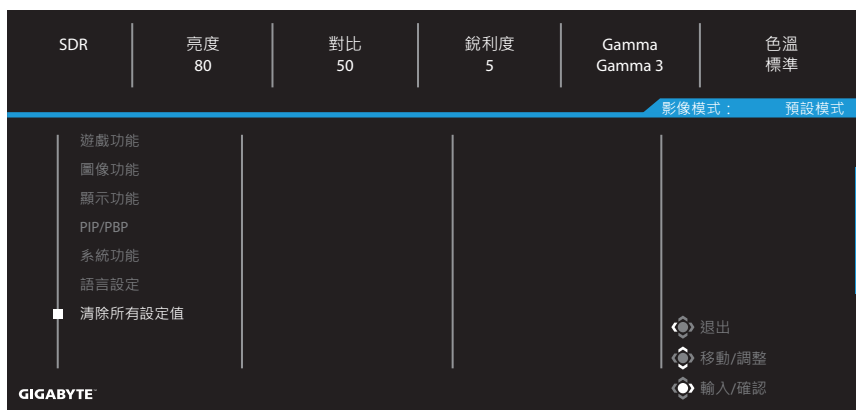 SDR 亮度 對比 銳利度 Gamma 色溫
80 50 5 Gamma 3 標準
影像模式： 預設模式
遊戲功能
圖像功能
顯示功能
PIP/PBP
系統功能
語言設定
清除所有設定值
退出
移動/調整
輸入/確認
GIGABYTE™